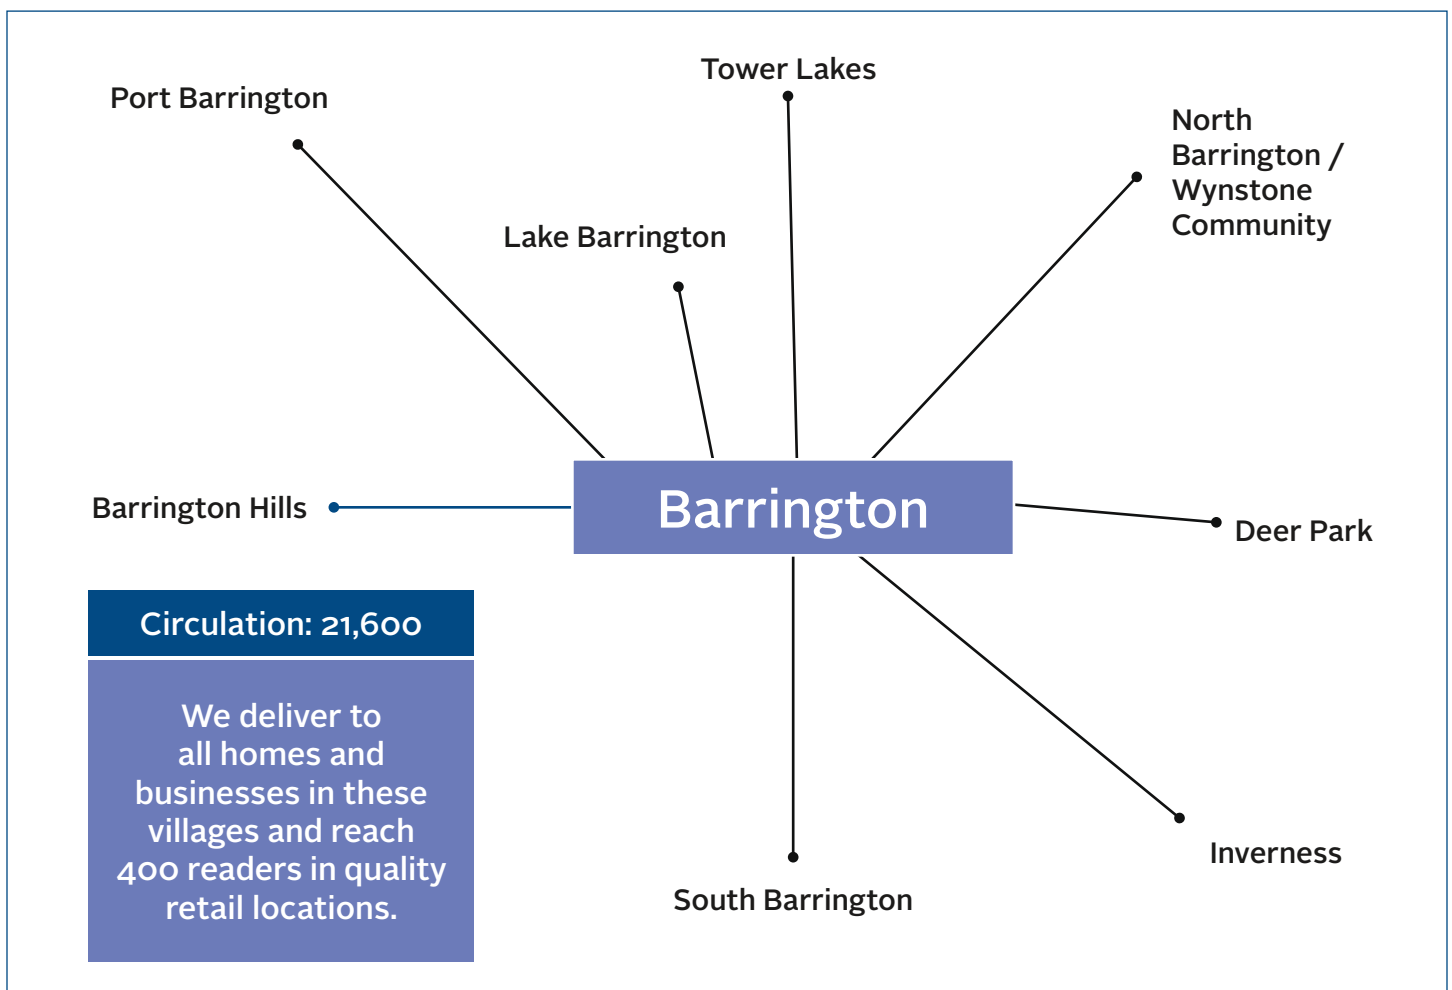 Tower Lakes
Port Barrington
North
Barrington /
Wynstone
Community
Lake Barrington
Barrington Hills
Barrington
Deer Park
Circulation: 21,600
We deliver to
all homes and
businesses in these
villages and reach
400 readers in quality
retail locations.
Inverness
South Barrington